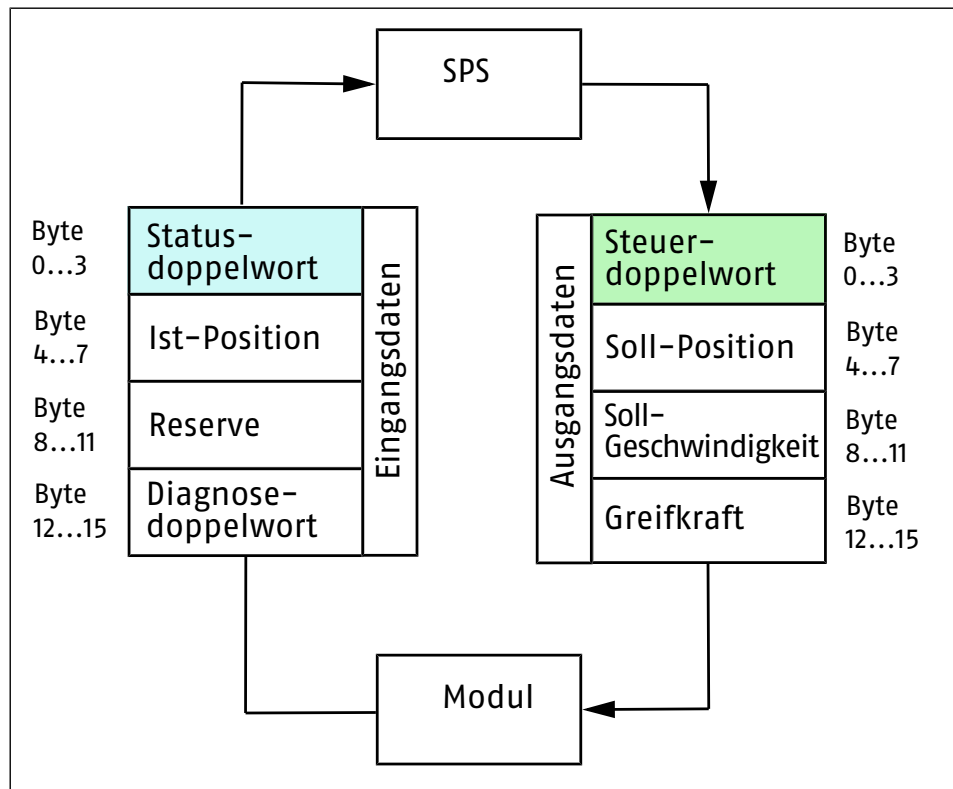 SPS
Byte
0...3
Status-
doppelwort
Byte
4...7
Ist-Position
Byte
8...11
Reserve
Byte
12...15
Diagnose-
doppelwort
Eingangsdaten
Ausgangsdaten
Steuer-
doppelwort
Byte
0...3
Soll-Position
Byte
4...7
Soll-
Geschwindigkeit
Byte
8...11
Greifkraft
Byte
12...15
Modul